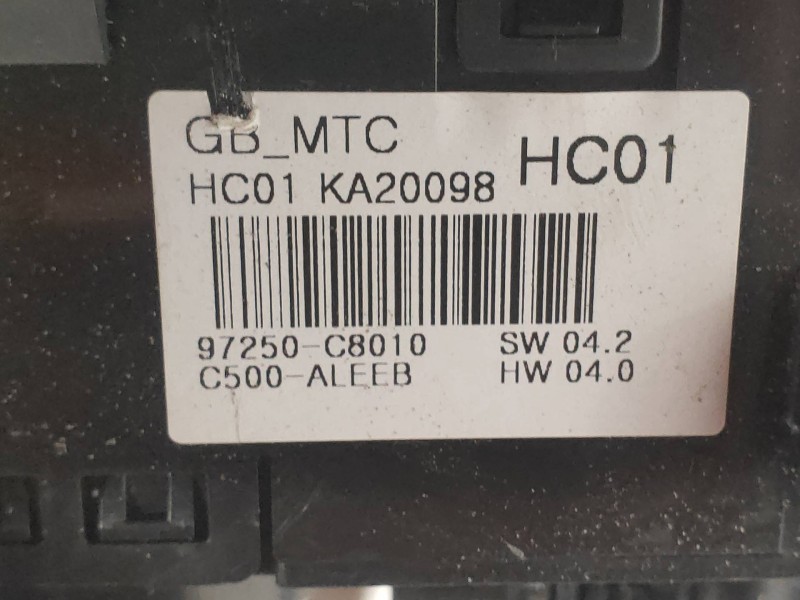 GB_MTC
HC01
HC01 KA20098
97250-C8010 SW 04.2
C500-ALEEB HW 04.0